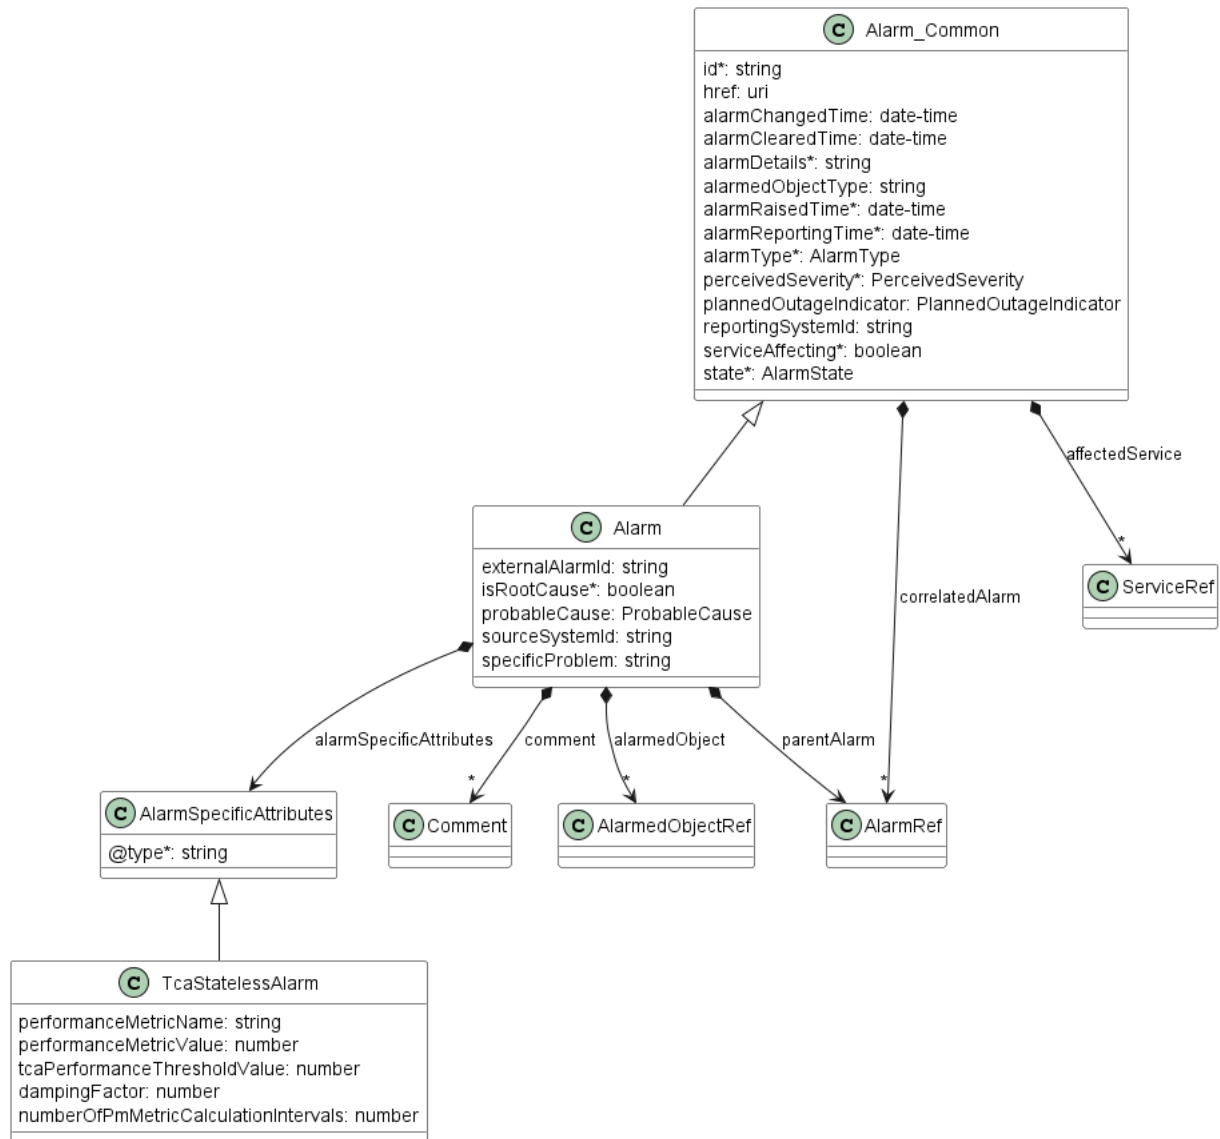 C Alarm_Common
id*: string
href: uri
alarmChangedTime: date-time
alarmClearedTime: date-time
alarmDetails*: string
alarmedObjectType: string
alarmRaisedTime*: date-time
alarmReportingTime*: date-time
alarmType*: AlarmType
perceivedSeverity*: PerceivedSeverity
plannedOutageIndicator: PlannedOutageIndicator
reportingSystemId: string
serviceAffecting*: boolean
state*: AlarmState
affectedService
*
C Alarm
externalAlarmId: string
isRootCause*: boolean
probableCause: ProbableCause
sourceSystemId: string
specificProblem: string
C ServiceRef
correlatedAlarm
alarmSpecificAttributes
comment
alarmedObject
parentAlarm
*
*
*
C AlarmSpecificAttributes
@type*: string
C Comment
C AlarmedObjectRef
C AlarmRef
C TcaStatelessAlarm
performanceMetricName: string
performanceMetricValue: number
tcaPerformanceThresholdValue: number
dampingFactor: number
numberOfPmMetricCalculationIntervals: number